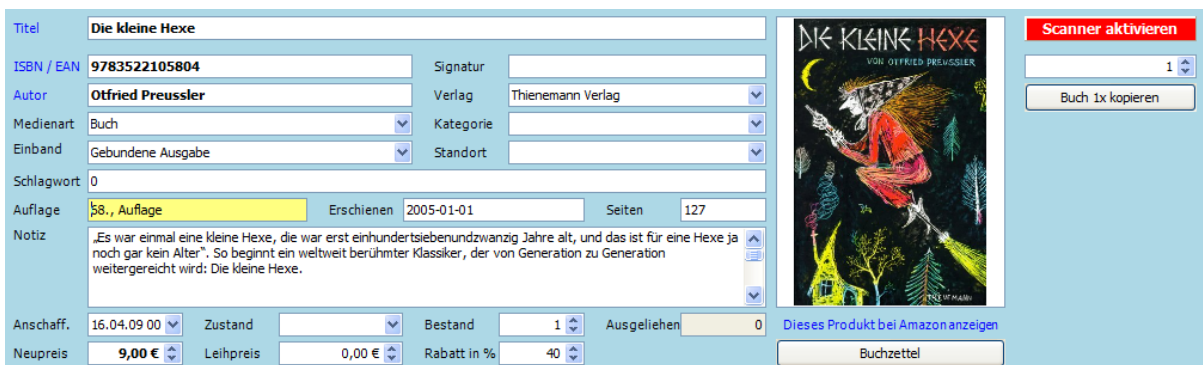 Titel Die kleine Hexe
ISBN / EAN 9783522105804 Signatur
Autor Otfried Preussler Verlag Thienemann Verlag
Medienart Buch Kategorie
Einband Gebundene Ausgabe Standort
Schlagwort 0
Auflage 58., Auflage Erschienen 2005-01-01 Seiten 127
Notiz „Es war einmal eine kleine Hexe, die war erst einhundertsiebenundzwanzig Jahre alt, und das ist für eine Hexe ja
noch gar kein Alter“. So beginnt ein weltweit berühmter Klassiker, der von Generation zu Generation
weitergereicht wird: Die kleine Hexe.
Anschaff. 16.04.09 00 Zustand Bestand 1 Ausgeliehen 0
Neupreis 9,00 € Leihpreis 0,00 € Rabatt in % 40
DIE KLEINE HEXE
VON OTFRIED PREUSSLER
THIENEMANN
Dieses Produkt bei Amazon anzeigen
Buchzettel
Scanner aktivieren
1
Buch 1x kopieren